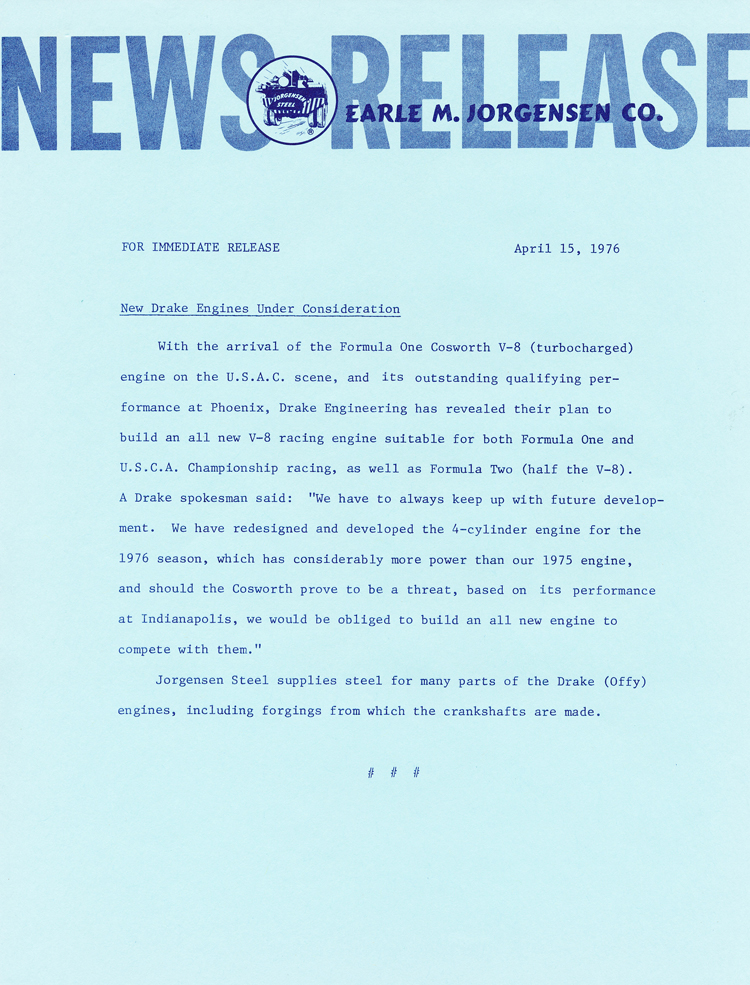 NEWS RELEASE
JORGENSEN
STEEL
®
EARLE M. JORGENSEN CO.
FOR IMMEDIATE RELEASE
April 15, 1976
New Drake Engines Under Consideration
With the arrival of the Formula One Cosworth V-8 (turbocharged)
engine on the U.S.A.C. scene, and its outstanding qualifying per-
formance at Phoenix, Drake Engineering has revealed their plan to
build an all new V-8 racing engine suitable for both Formula One and
U.S.C.A. Championship racing, as well as Formula Two (half the V-8).
A Drake spokesman said: "We have to always keep up with future develop-
ment. We have redesigned and developed the 4-cylinder engine for the
1976 season, which has considerably more power than our 1975 engine,
and should the Cosworth prove to be a threat, based on its performance
at Indianapolis, we would be obliged to build an all new engine to
compete with them."
Jorgensen Steel supplies steel for many parts of the Drake (Offy)
engines, including forgings from which the crankshafts are made.
# # #